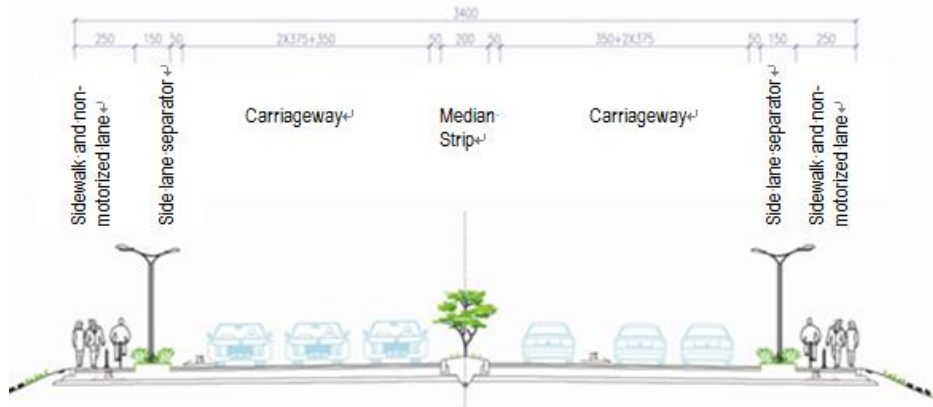 3400
250 150 50 2X375+350 50 200 50 350+2X375 50 150 250
Sidewalk and non-
motorized lane
Side lane separator
Carriageway
Median
Strip
Carriageway
Side lane separator
Sidewalk and non-
motorized lane